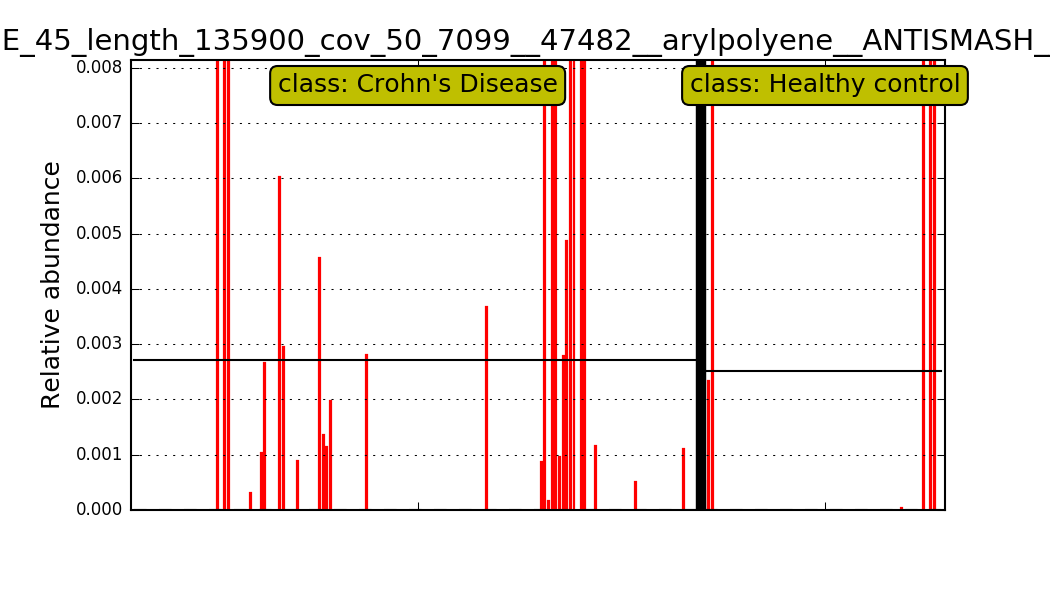 E_45_length_135900_cov_50_7099__47482__arylpolyene__ANTISMASH_
class: Crohn's Disease
class: Healthy control
Relative abundance
0.008
0.007
0.006
0.005
0.004
0.003
0.002
0.001
0.000